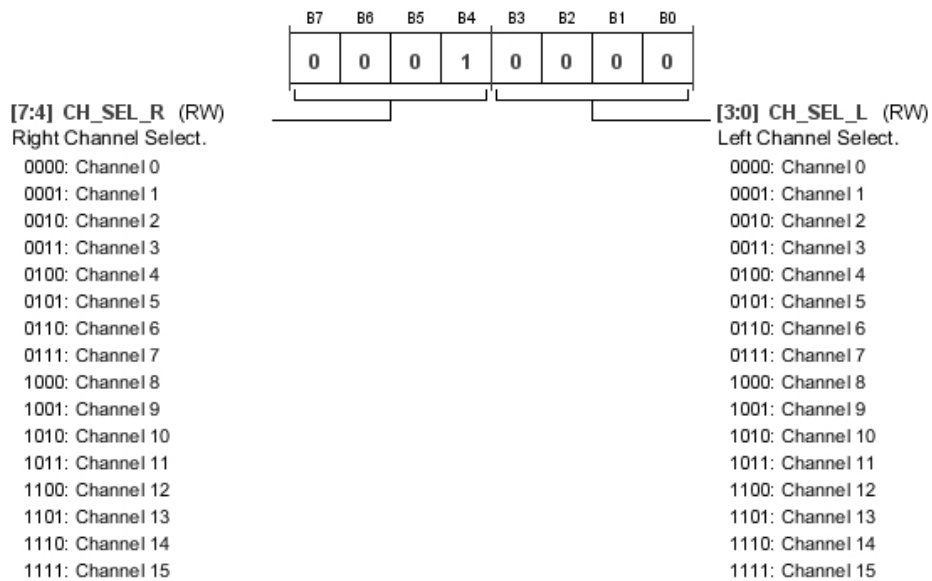 B7 B6 B5 B4 B3 B2 B1 B0
0 0 0 1 0 0 0 0
[7:4] CH_SEL_R (RW)
Right Channel Select.
0000: Channel 0
0001: Channel 1
0010: Channel 2
0011: Channel 3
0100: Channel 4
0101: Channel 5
0110: Channel 6
0111: Channel 7
1000: Channel 8
1001: Channel 9
1010: Channel 10
1011: Channel 11
1100: Channel 12
1101: Channel 13
1110: Channel 14
1111: Channel 15
[3:0] CH_SEL_L (RW)
Left Channel Select.
0000: Channel 0
0001: Channel 1
0010: Channel 2
0011: Channel 3
0100: Channel 4
0101: Channel 5
0110: Channel 6
0111: Channel 7
1000: Channel 8
1001: Channel 9
1010: Channel 10
1011: Channel 11
1100: Channel 12
1101: Channel 13
1110: Channel 14
1111: Channel 15